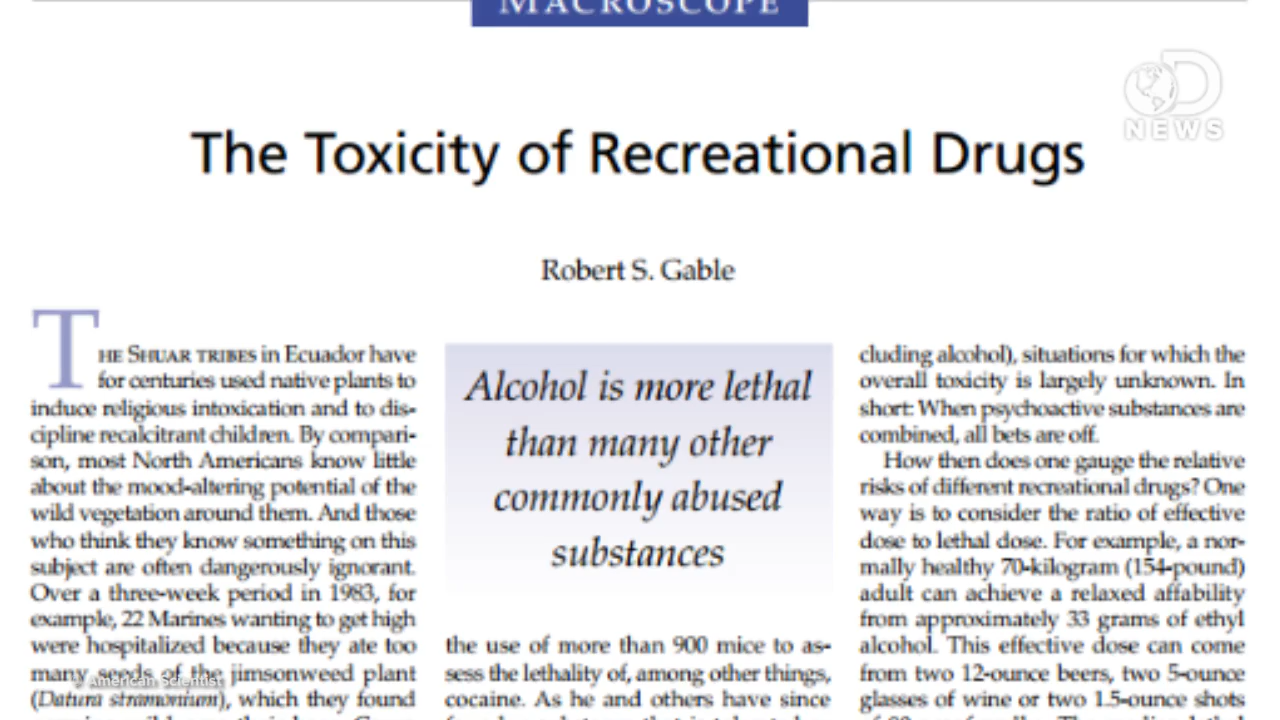 MACROSCOPE
NEWS
The Toxicity of Recreational Drugs
Robert S. Gable
THE SHUAR TRIBES in Ecuador have
for centuries used native plants to
induce religious intoxication and to dis-
cipline recalcitrant children. By compari-
son, most North Americans know little
about the mood-altering potential of the
wild vegetation around them. And those
who think they know something on this
subject are often dangerously ignorant.
Over a three-week period in 1983, for
example, 22 Marines wanting to get high
were hospitalized because they ate too
many seeds of the jimsonweed plant
© American Scientist
(Datura stramonium), which they found
Alcohol is more lethal
than many other
commonly abused
substances
the use of more than 900 mice to as-
sess the lethality of, among other things,
cocaine. As he and others have since
cluding alcohol), situations for which the
overall toxicity is largely unknown. In
short: When psychoactive substances are
combined, all bets are off.
How then does one gauge the relative
risks of different recreational drugs? One
way is to consider the ratio of effective
dose to lethal dose. For example, a nor-
mally healthy 70-kilogram (154-pound)
adult can achieve a relaxed affability
from approximately 33 grams of ethyl
alcohol. This effective dose can come
from two 12-ounce beers, two 5-ounce
glasses of wine or two 1.5-ounce shots